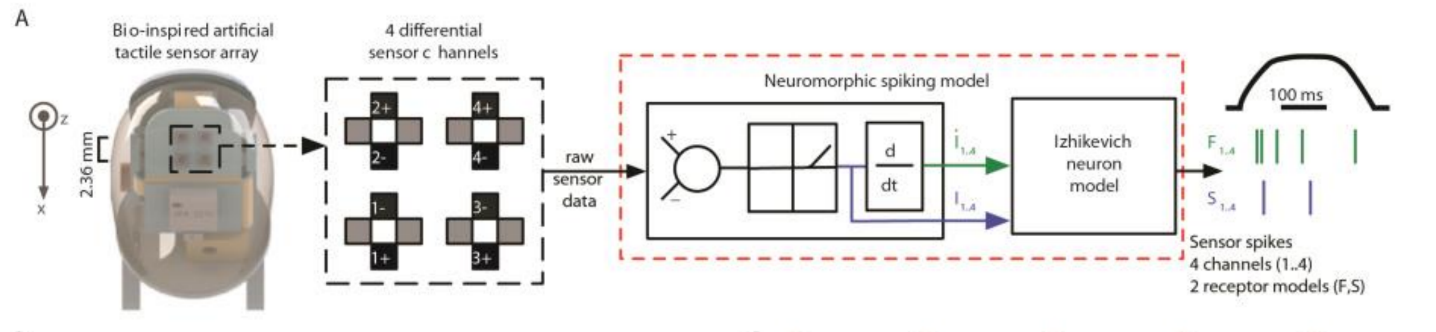 A
Bio-inspired artificial
tactile sensor array
4 differential
sensor c hannels
z
2.36 mm
x
2+
4+
2-
4-
1-
3-
1+
3+
raw
sensor
data
Neuromorphic spiking model
+
−
d
dt
i1..4
I1..4
Izhikevich
neuron
model
100 ms
F1..4
S1..4
Sensor spikes
4 channels (1..4)
2 receptor models (F,S)